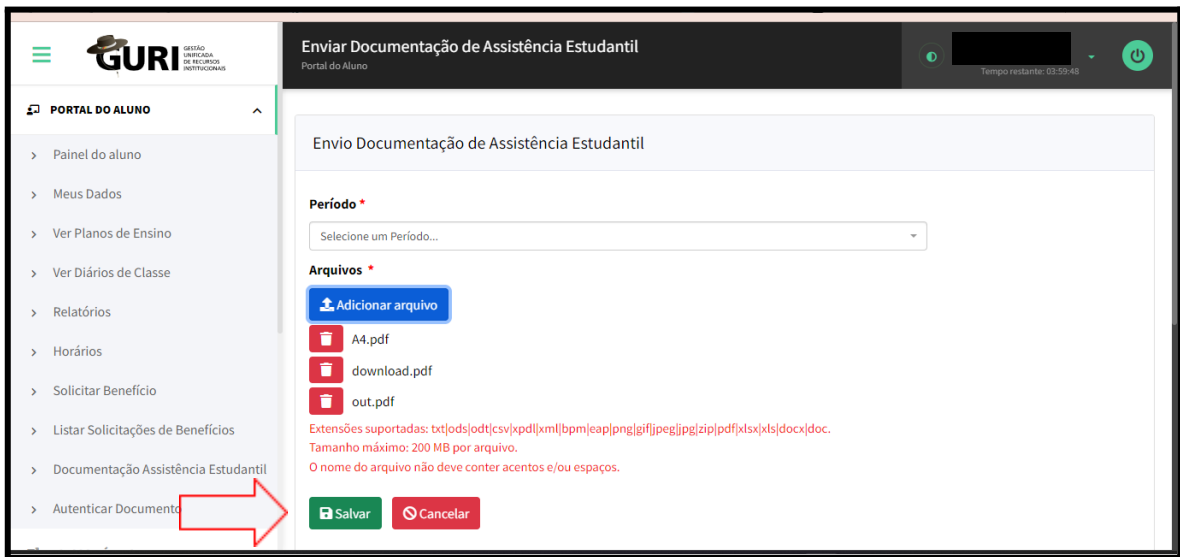 GURI
GESTÃO
UNIFICADA
DE RECURSOS
INSTITUCIONAIS
Enviar Documentação de Assistência Estudantil
Portal do Aluno
Tempo restante: 03:59:48
PORTAL DO ALUNO
Painel do aluno
Meus Dados
Ver Planos de Ensino
Ver Diários de Classe
Relatórios
Horários
Solicitar Benefício
Listar Solicitações de Benefícios
Documentação Assistência Estudantil
Autenticar Documento
Envio Documentação de Assistência Estudantil
Período *
Selecione um Período...
Arquivos *
Adicionar arquivo
A4.pdf
download.pdf
out.pdf
Extensões suportadas: txt|ods|odt|csv|xpdl|xml|bpm|eap|png|gif|jpeg|jpg|zip|pdf|xlsx|xls|docx|doc.
Tamanho máximo: 200 MB por arquivo.
O nome do arquivo não deve conter acentos e/ou espaços.
Salvar
Cancelar